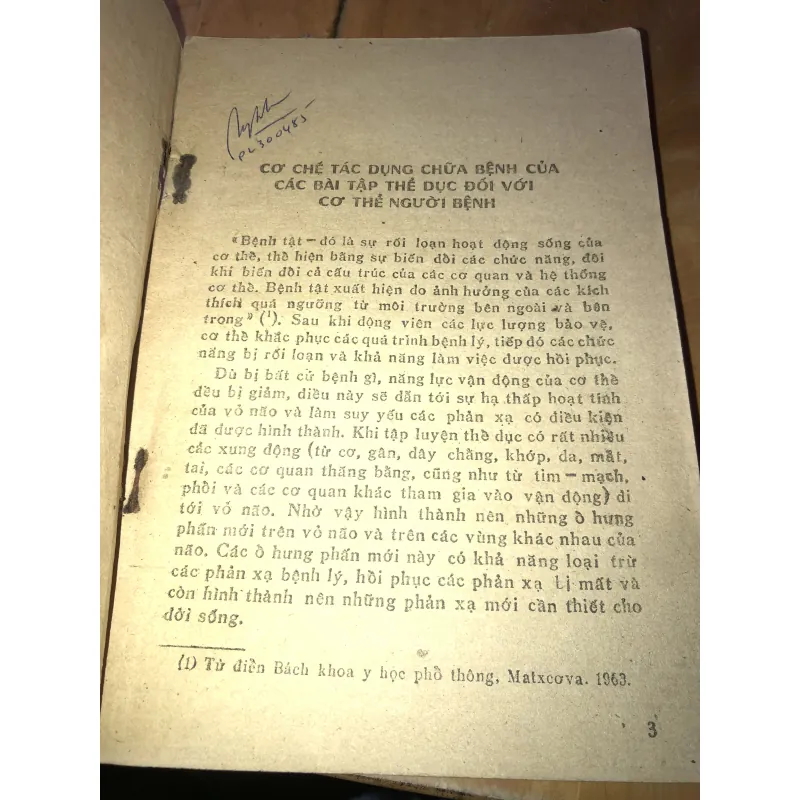 PL300485
CƠ CHẾ TÁC DỤNG CHỮA BỆNH CỦA
CÁC BÀI TẬP THỂ DỤC ĐỐI VỚI
CƠ THỂ NGƯỜI BỆNH
«Bệnh tật — đó là sự rối loạn hoạt động sống của
cơ thể, thể hiện bằng sự biến đổi các chức năng, đôi
khi biến đổi cả cấu trúc của các cơ quan và hệ thống
cơ thể. Bệnh tật xuất hiện do ảnh hưởng của các kích
thích quá ngưỡng từ môi trường bên ngoài và bên
trong» (¹). Sau khi động viên các lực lượng bảo vệ,
cơ thể khắc phục các quá trình bệnh lý, tiếp đó các chức
năng bị rối loạn và khả năng làm việc được hồi phục.
Dù bị bất cứ bệnh gì, năng lực vận động của cơ thể
đều bị giảm, điều này sẽ dẫn tới sự hạ thấp hoạt tính
của vỏ não và làm suy yếu các phản xạ có điều kiện
đã được hình thành. Khi tập luyện thể dục có rất nhiều
các xung động (từ cơ, gân, dây chằng, khớp, da, mắt,
tai, các cơ quan thăng bằng, cũng như từ tim — mạch,
phổi và các cơ quan khác tham gia vào vận động) đi
tới vỏ não. Nhờ vậy hình thành nên những ổ hưng
phấn mới trên vỏ não và trên các vùng khác nhau của
não. Các ổ hưng phấn mới này có khả năng loại trừ
các phản xạ bệnh lý, hồi phục các phản xạ bị mất và
còn hình thành nên những phản xạ mới cần thiết cho
đời sống.
(1) Từ điển Bách khoa y học phổ thông, Matxcơva. 1963.
3